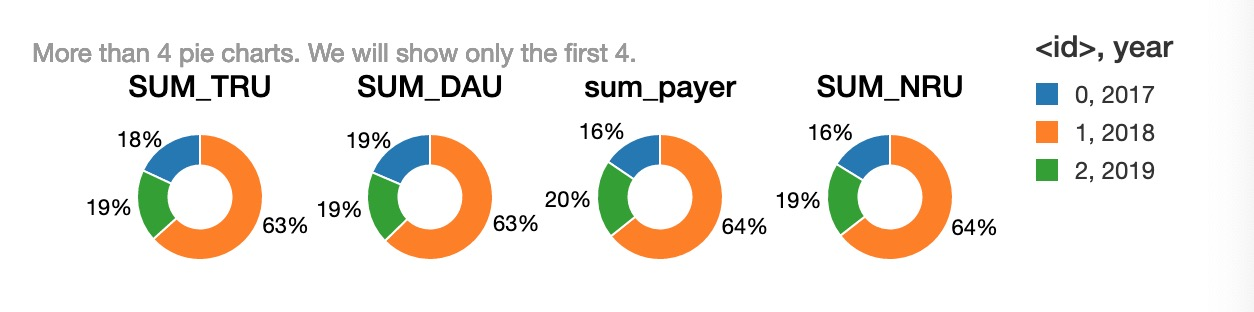 More than 4 pie charts. We will show only the first 4.
SUM_TRU
18%
19%
63%
SUM_DAU
19%
19%
63%
sum_payer
16%
20%
64%
SUM_NRU
16%
19%
64%
<id>, year
0, 2017
1, 2018
2, 2019